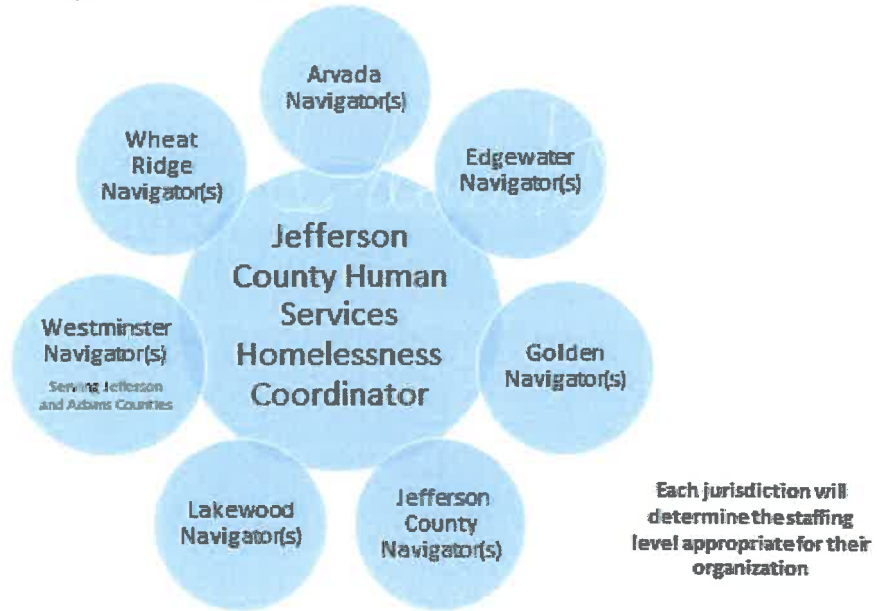 Arvada
Navigator(s)
Wheat
Ridge
Navigator(s)
Edgewater
Navigator(s)
Jefferson
County Human
Services
Homelessness
Coordinator
Westminster
Navigator(s)
Serving Jefferson
and Adams Counties
Golden
Navigator(s)
Lakewood
Navigator(s)
Jefferson
County
Navigator(s)
Each jurisdiction will
determine the staffing
level appropriate for their
organization